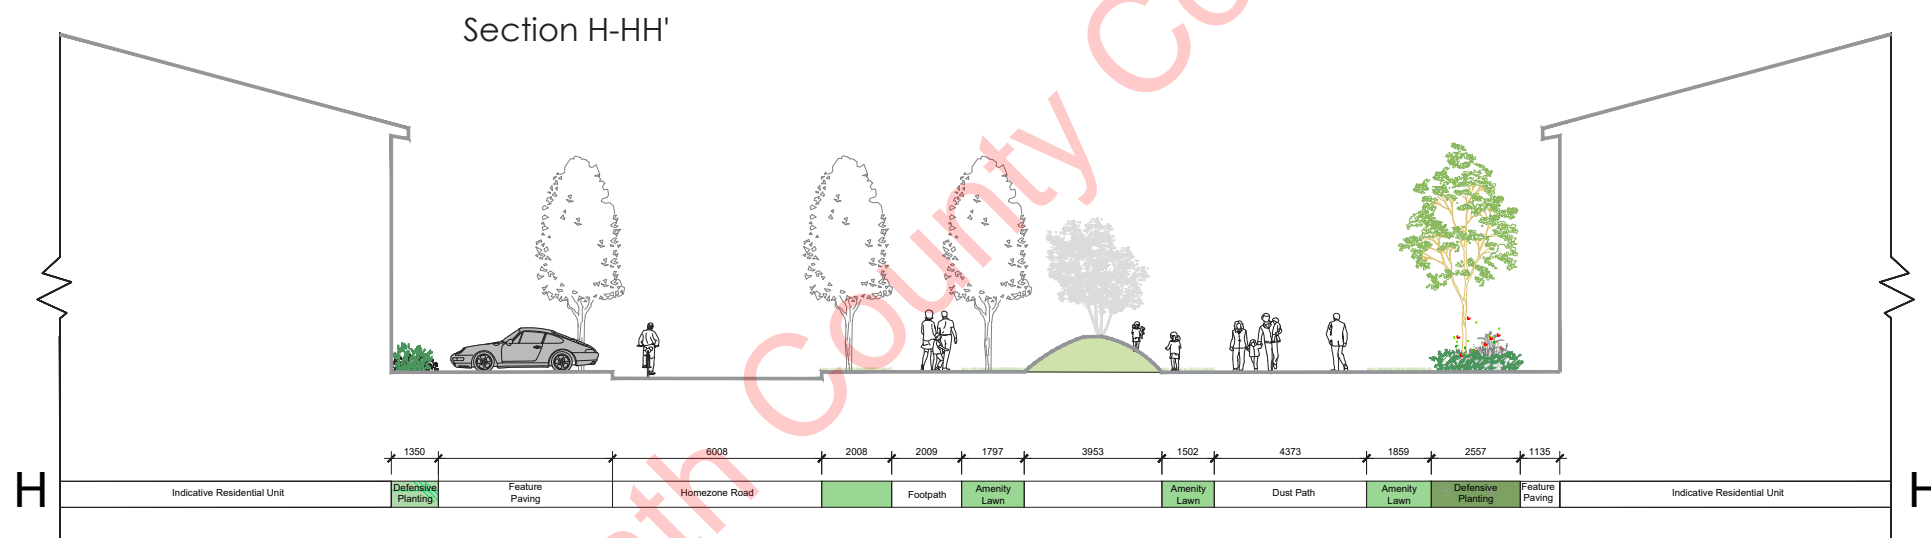 Section H-HH'
1350 6008 2008 2009 1797 3953 1502 4373 1859 2557 1135
H
Indicative Residential Unit
Defensive
Planting
Feature
Paving
Homezone Road
Footpath
Amenity
Lawn
Amenity
Lawn
Dust Path
Amenity
Lawn
Defensive
Planting
Feature
Paving
Indicative Residential Unit
H
County